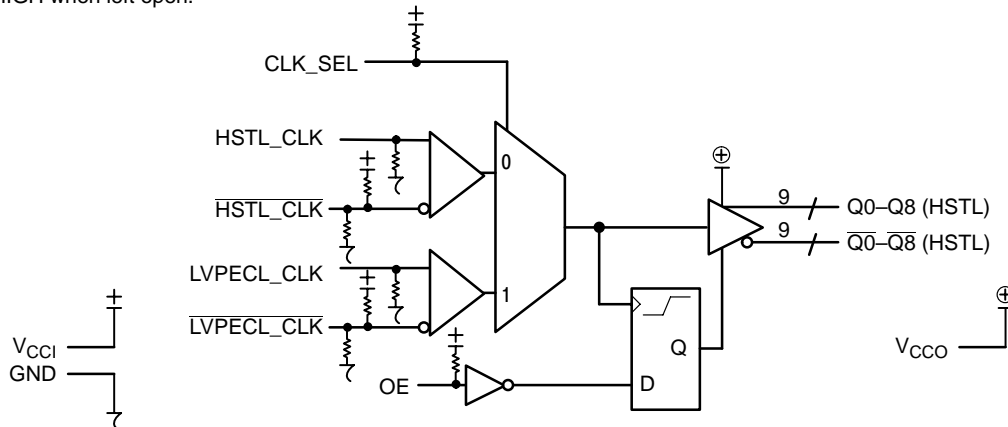 HIGH when left open.
CLK_SEL
HSTL_CLK
0
HSTL_CLK
9
Q0–Q8 (HSTL)
9
Q0–Q8 (HSTL)
LVPECL_CLK
1
LVPECL_CLK
Q
VCCI
VCCO
GND
OE
D